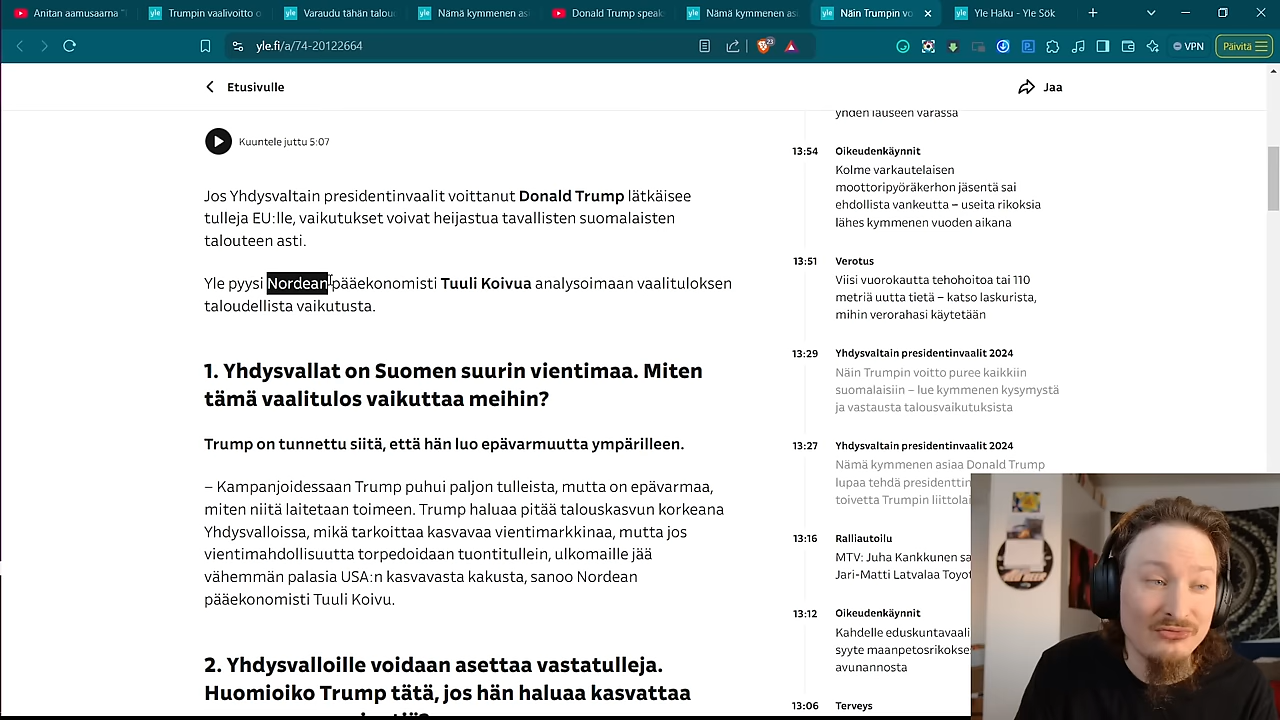 Anitan aamusaarna "
Trumpin vaalivoitto o
Varaudu tähän talou
Nämä kymmenen asi
Donald Trump speak
Nämä kymmenen asi
Näin Trumpin vo
Yle Haku - Yle Sök
yle.fi/a/74-20122664
23
VPN
Päivitä
Etusivulle
Jaa
Kuuntele juttu 5:07
Jos Yhdysvaltain presidentinvaalit voittanut Donald Trump lätkäisee
tulleja EU:lle, vaikutukset voivat heijastua tavallisten suomalaisten
talouteen asti.
Yle pyysi Nordean pääekonomisti Tuuli Koivua analysoimaan vaalituloksen
taloudellista vaikutusta.
1. Yhdysvallat on Suomen suurin vientimaa. Miten
tämä vaalitulos vaikuttaa meihin?
Trump on tunnettu siitä, että hän luo epävarmuutta ympärilleen.
– Kampanjoidessaan Trump puhui paljon tulleista, mutta on epävarmaa,
miten niitä laitetaan toimeen. Trump haluaa pitää talouskasvun korkeana
Yhdysvalloissa, mikä tarkoittaa kasvavaa vientimarkkinaa, mutta jos
vientimahdollisuutta torpedoidaan tuontitullein, ulkomaille jää
vähemmän palasia USA:n kasvavasta kakusta, sanoo Nordean
pääekonomisti Tuuli Koivu.
2. Yhdysvalloille voidaan asettaa vastatulleja.
Huomioiko Trump tätä, jos hän haluaa kasvattaa
yhden lauseen varassa
13:54 Oikeudenkäynnit
Kolme varkautelaisen
moottoripyöräkerhon jäsentä sai
ehdollista vankeutta – useita rikoksia
lähes kymmenen vuoden aikana
13:51 Verotus
Viisi vuorokautta tehohoitoa tai 110
metriä uutta tietä – katso laskurista,
mihin verorahasi käytetään
13:29 Yhdysvaltain presidentinvaalit 2024
Näin Trumpin voitto puree kaikkiin
suomalaisiin – lue kymmenen kysymystä
ja vastausta talousvaikutuksista
13:27 Yhdysvaltain presidentinvaalit 2024
Nämä kymmenen asiaa Donald Trump
lupaa tehdä presidenttin
toivetta Trumpin liittolai
13:16 Ralliautoilu
MTV: Juha Kankkunen sa
Jari-Matti Latvalaa Toyot
13:12 Oikeudenkäynnit
Kahdelle eduskuntavaali
syyte maanpetosrikokse
avunannosta
13:06 Terveys